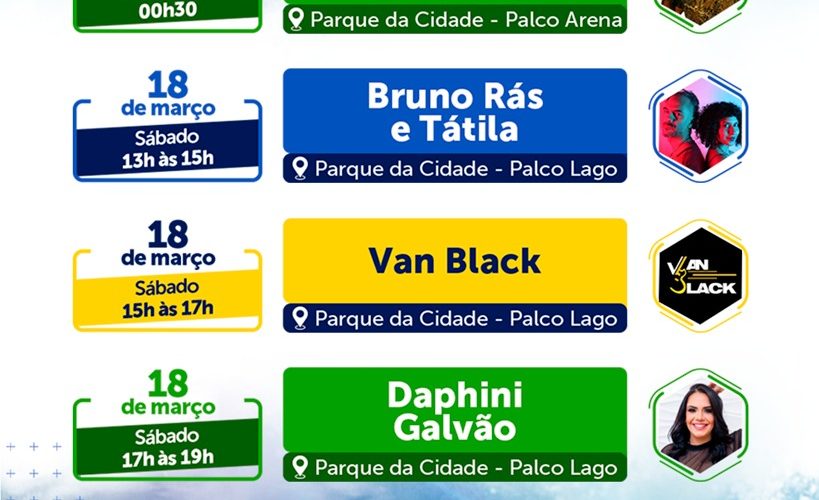 00h30
Parque da Cidade - Palco Arena
18
de março
Sábado
13h às 15h
Bruno Rás
e Tátila
Parque da Cidade - Palco Lago
18
de março
Sábado
15h às 17h
Van Black
Parque da Cidade - Palco Lago
VAN
BLACK
18
de março
Sábado
17h às 19h
Daphini
Galvão
Parque da Cidade - Palco Lago